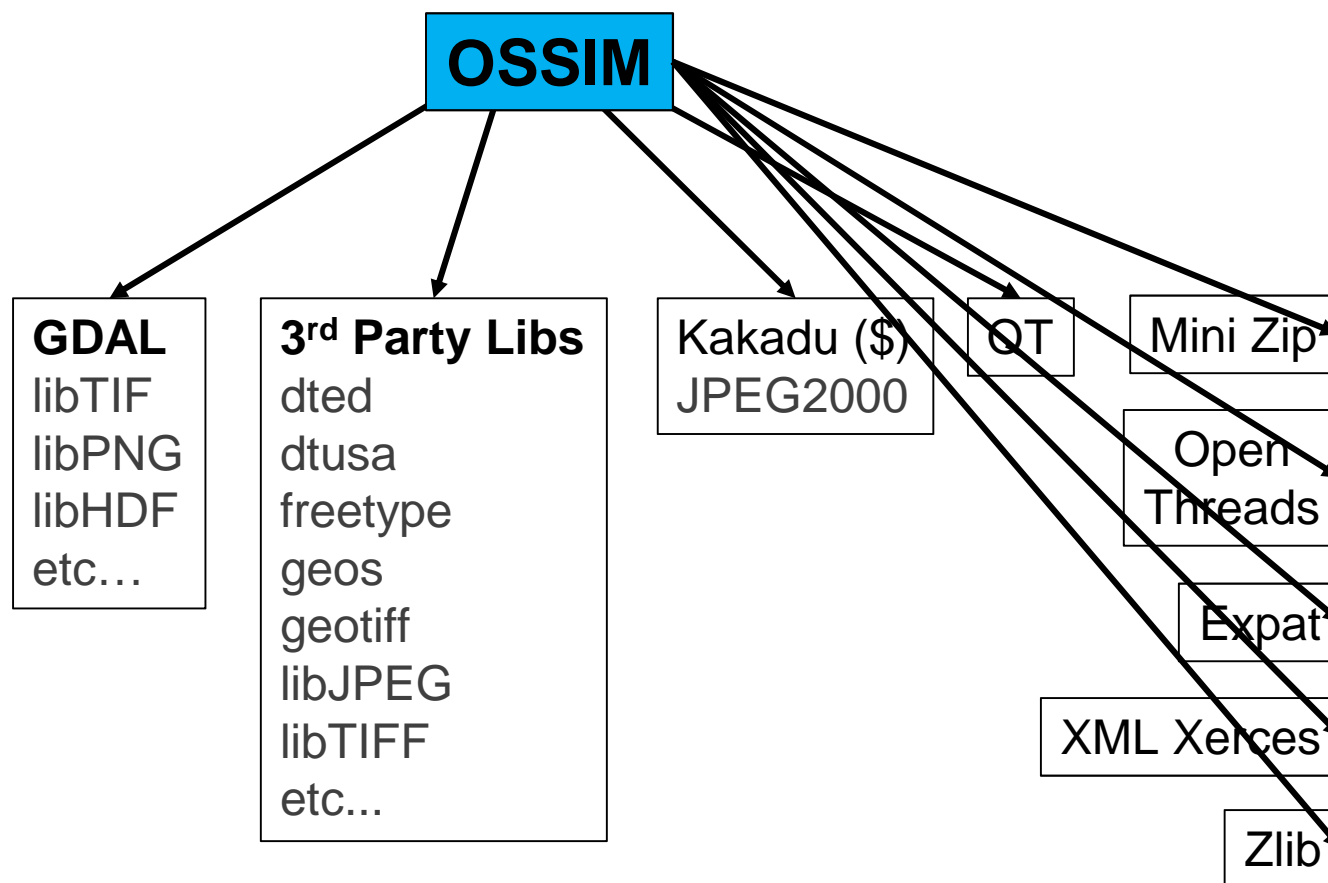 OSSIM
GDAL
libTIF
libPNG
libHDF
etc…
3rd Party Libs
dted
dtusa
freetype
geos
geotiff
libJPEG
libTIFF
etc...
Kakadu ($)
JPEG2000
Mini Zip
Open
Threads
Expat
XML Xerces
Zlib